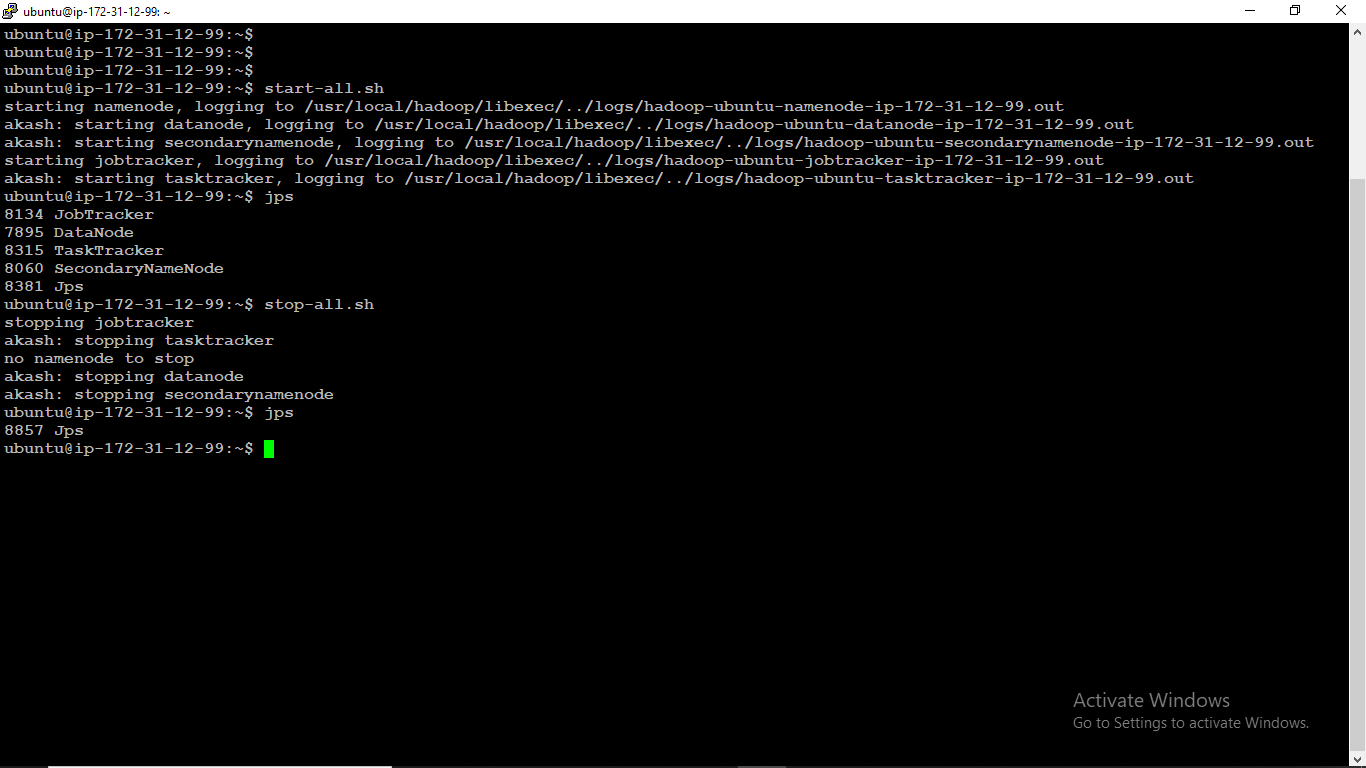 ubuntu@ip-172-31-12-99: ~
ubuntu@ip-172-31-12-99:~$
ubuntu@ip-172-31-12-99:~$
ubuntu@ip-172-31-12-99:~$
ubuntu@ip-172-31-12-99:~$ start-all.sh
starting namenode, logging to /usr/local/hadoop/libexec/../logs/hadoop-ubuntu-namenode-ip-172-31-12-99.out
akash: starting datanode, logging to /usr/local/hadoop/libexec/../logs/hadoop-ubuntu-datanode-ip-172-31-12-99.out
akash: starting secondarynamenode, logging to /usr/local/hadoop/libexec/../logs/hadoop-ubuntu-secondarynamenode-ip-172-31-12-99.out
starting jobtracker, logging to /usr/local/hadoop/libexec/../logs/hadoop-ubuntu-jobtracker-ip-172-31-12-99.out
akash: starting tasktracker, logging to /usr/local/hadoop/libexec/../logs/hadoop-ubuntu-tasktracker-ip-172-31-12-99.out
ubuntu@ip-172-31-12-99:~$ jps
8134 JobTracker
7895 DataNode
8315 TaskTracker
8060 SecondaryNameNode
8381 Jps
ubuntu@ip-172-31-12-99:~$ stop-all.sh
stopping jobtracker
akash: stopping tasktracker
no namenode to stop
akash: stopping datanode
akash: stopping secondarynamenode
ubuntu@ip-172-31-12-99:~$ jps
8857 Jps
ubuntu@ip-172-31-12-99:~$
Activate Windows
Go to Settings to activate Windows.